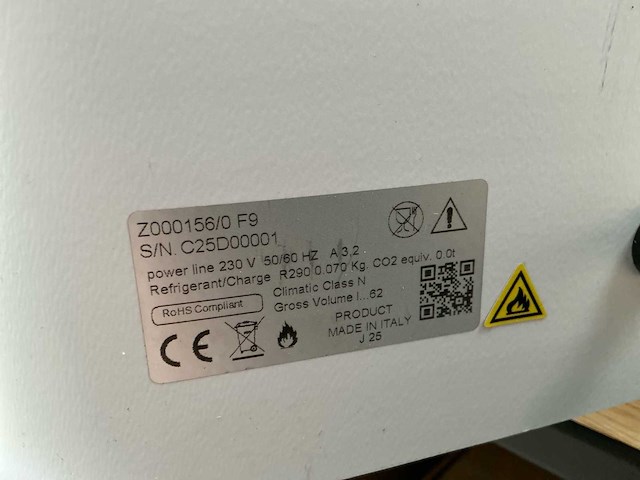 Z000156/0 F9
S/N. C25D00001
power line 230 V 50/60 HZ A 3,2
Refrigerant/Charge R290 0.070 Kg. CO2 equiv. 0.0t
Climatic Class N
RoHS Compliant
Gross Volume l...62
PRODUCT
MADE IN ITALY
J 25
CE